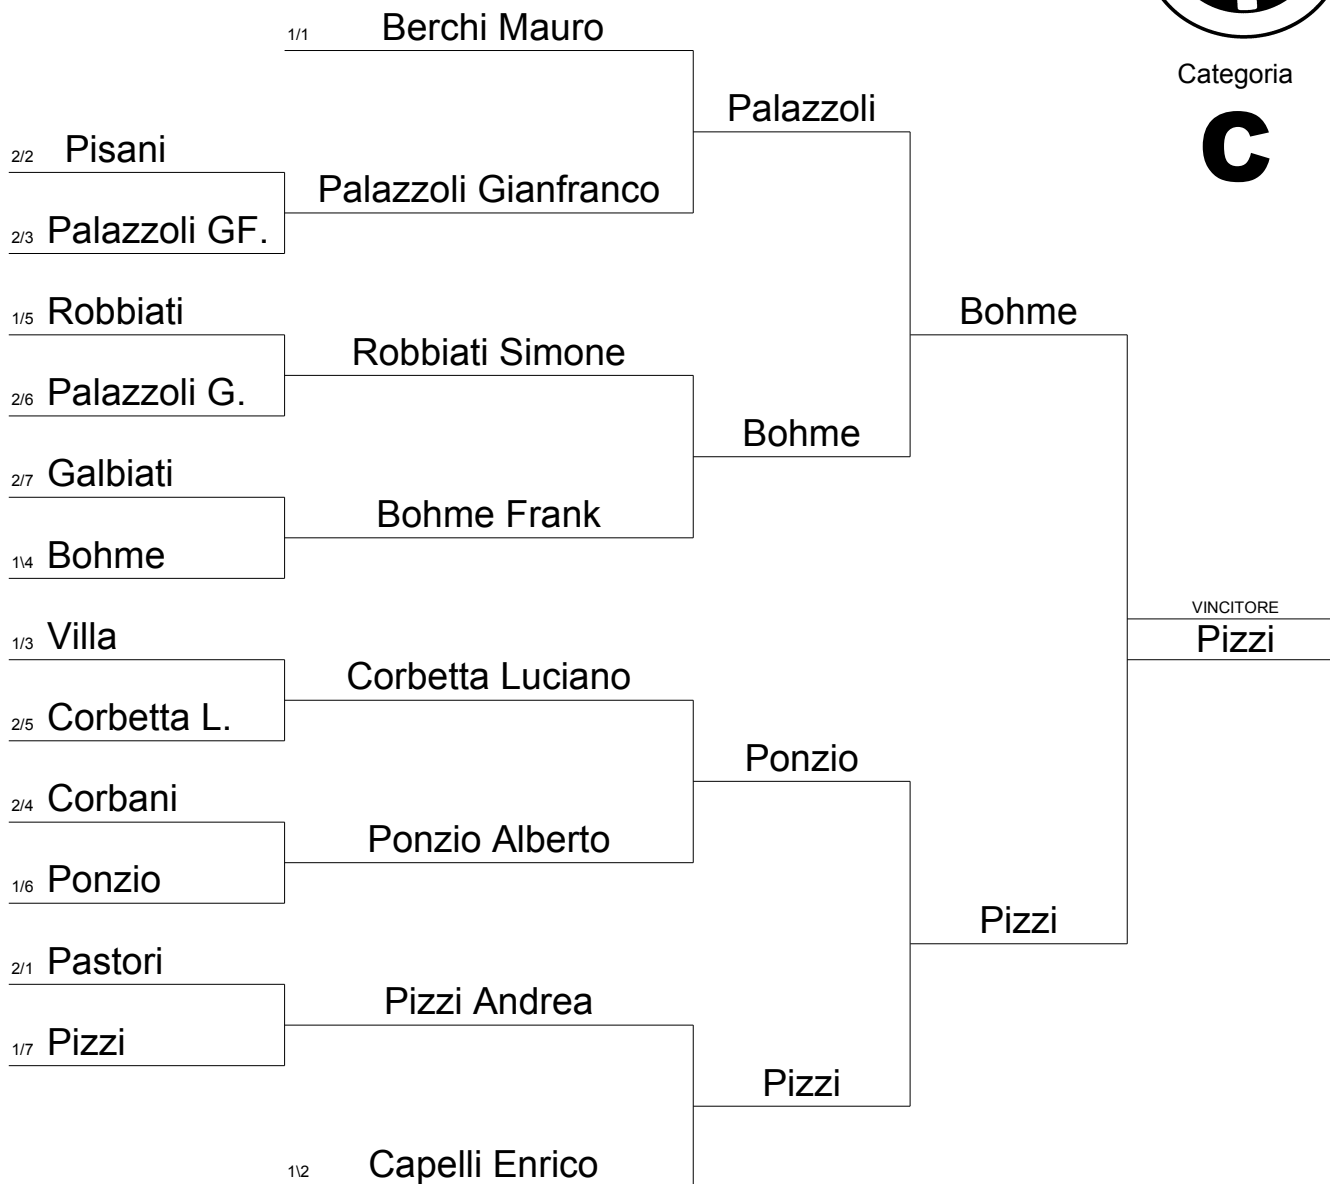 1/1 Berchi Mauro
Categoria
C
Palazzoli
2/2 Pisani
Palazzoli Gianfranco
2/3 Palazzoli GF.
1/5 Robbiati
Bohme
Robbiati Simone
2/6 Palazzoli G.
Bohme
2/7 Galbiati
Bohme Frank
1\4 Bohme
VINCITORE
1/3 Villa
Pizzi
Corbetta Luciano
2/5 Corbetta L.
Ponzio
2/4 Corbani
Ponzio Alberto
1/6 Ponzio
Pizzi
2/1 Pastori
Pizzi Andrea
1/7 Pizzi
Pizzi
1\2 Capelli Enrico